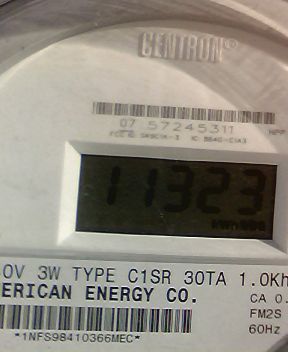 CENTRON®
07 57245311
11323
0V 3W TYPE C1SR 30TA 1.0Kh
ERICAN ENERGY CO.
CA 0.
FM2S
*1NFS98410366MEC*
60Hz